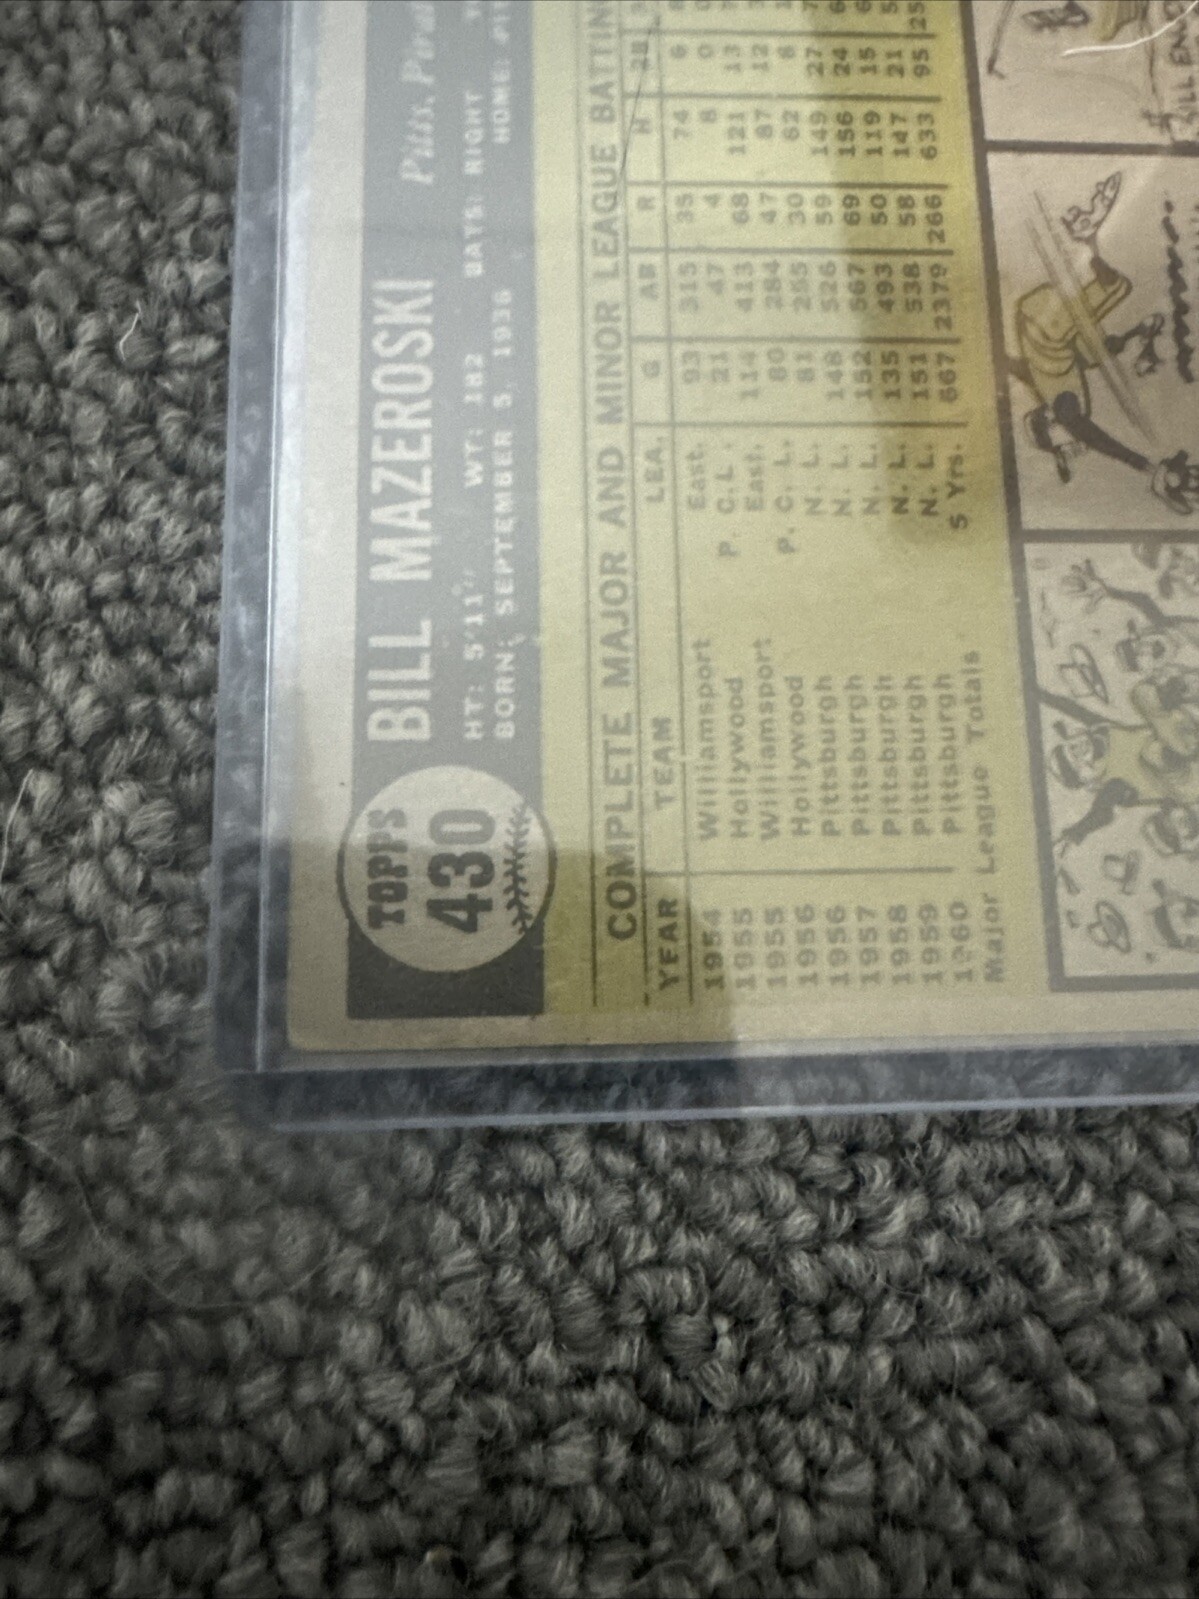 TOPPS
430
BILL MAZEROSKI
Pitts.
HT: 5'11" WT: 182 BATS: RIGHT
BORN: SEPTEMBER 5, 1936 HOME:
COMPLETE MAJOR AND MINOR LEAGUE BATTING
YEAR TEAM LEA. G AB R H 2B
1954 Williamsport East. 93 315 35 74 6
1955 Hollywood P. C. L. 21 47 4 8 0
1955 Williamsport East. 114 413 68 121 13
1956 Hollywood P. C. L. 80 284 47 87 12
1956 Pittsburgh N. L. 81 255 30 62 8
1957 Pittsburgh N. L. 148 526 59 149 27
1958 Pittsburgh N. L. 152 567 69 156 24
1959 Pittsburgh N. L. 135 493 50 119 15
1960 Pittsburgh N. L. 151 538 58 147 21
Major League Totals 5 Yrs. 667 2379 266 633 95